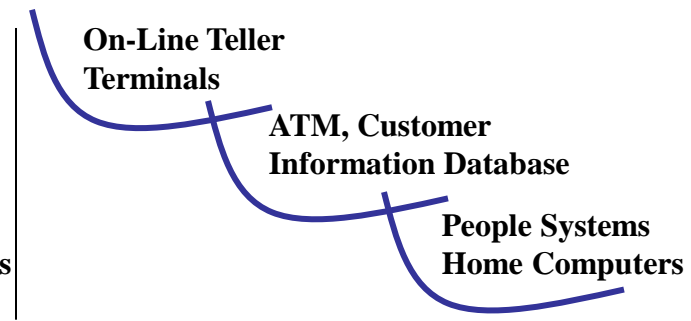 On-Line Teller
Terminals
ATM, Customer
Information Database
People Systems
Home Computers
s